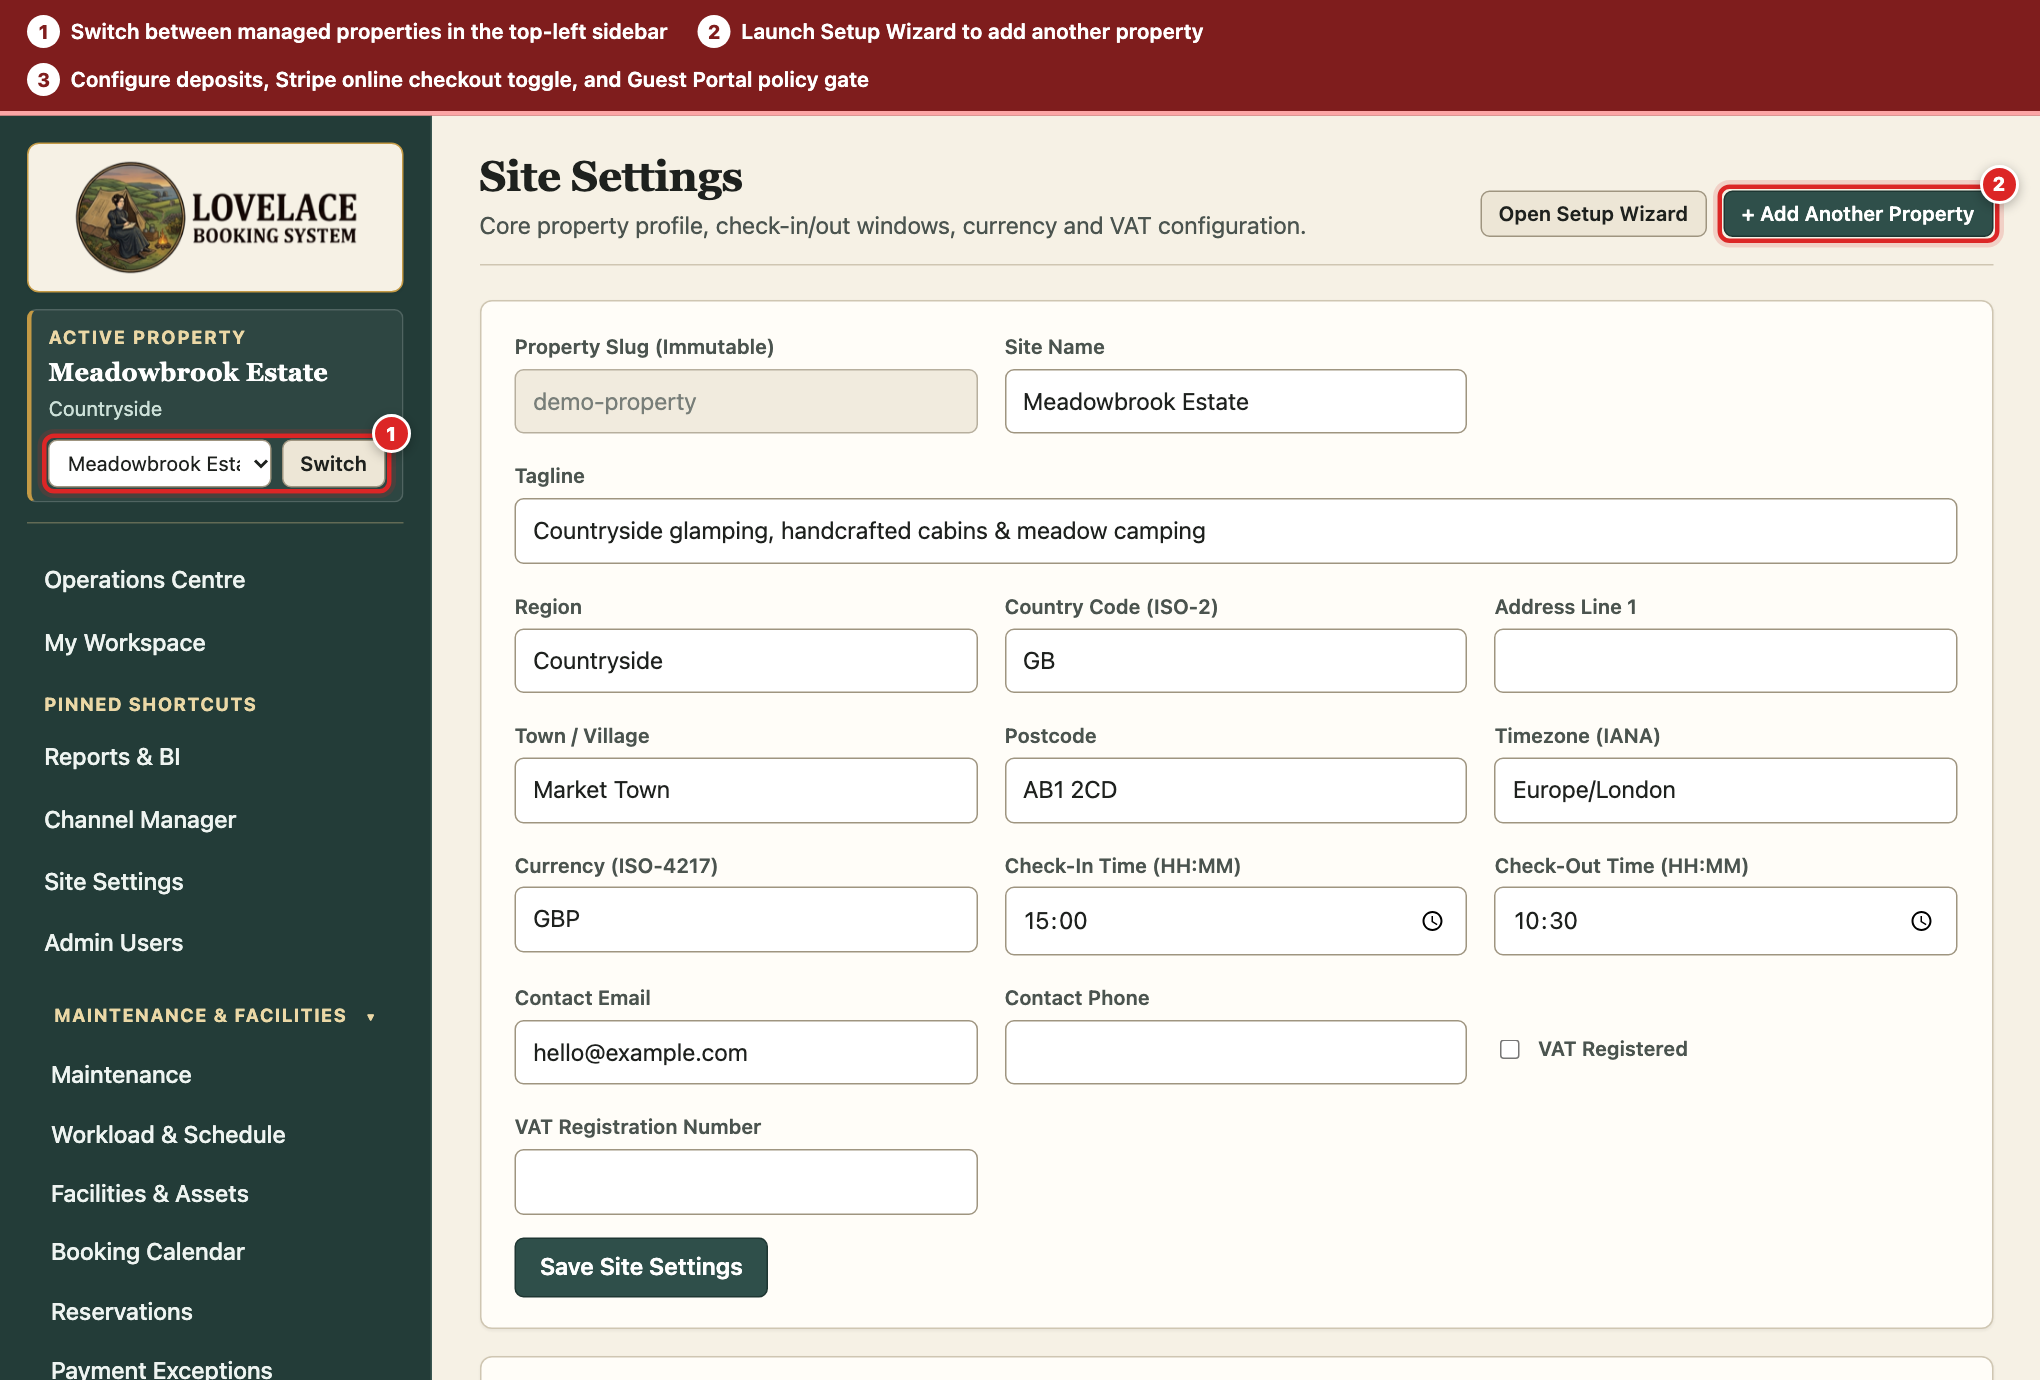 1 Switch between managed properties in the top-left sidebar 2 Launch Setup Wizard to add another property
3 Configure deposits, Stripe online checkout toggle, and Guest Portal policy gate
LOVELACE
BOOKING SYSTEM
ACTIVE PROPERTY
Meadowbrook Estate
Countryside
1
Meadowbrook Esta Switch
Operations Centre
My Workspace
PINNED SHORTCUTS
Reports & BI
Channel Manager
Site Settings
Admin Users
MAINTENANCE & FACILITIES ▾
Maintenance
Workload & Schedule
Facilities & Assets
Booking Calendar
Reservations
Payment Exceptions
Site Settings
Core property profile, check-in/out windows, currency and VAT configuration.
Open Setup Wizard + Add Another Property 2
Property Slug (Immutable) Site Name
demo-property Meadowbrook Estate
Tagline
Countryside glamping, handcrafted cabins & meadow camping
Region Country Code (ISO-2) Address Line 1
Countryside GB
Town / Village Postcode Timezone (IANA)
Market Town AB1 2CD Europe/London
Currency (ISO-4217) Check-In Time (HH:MM) Check-Out Time (HH:MM)
GBP 15:00 10:30
Contact Email Contact Phone
hello@example.com VAT Registered
VAT Registration Number
Save Site Settings